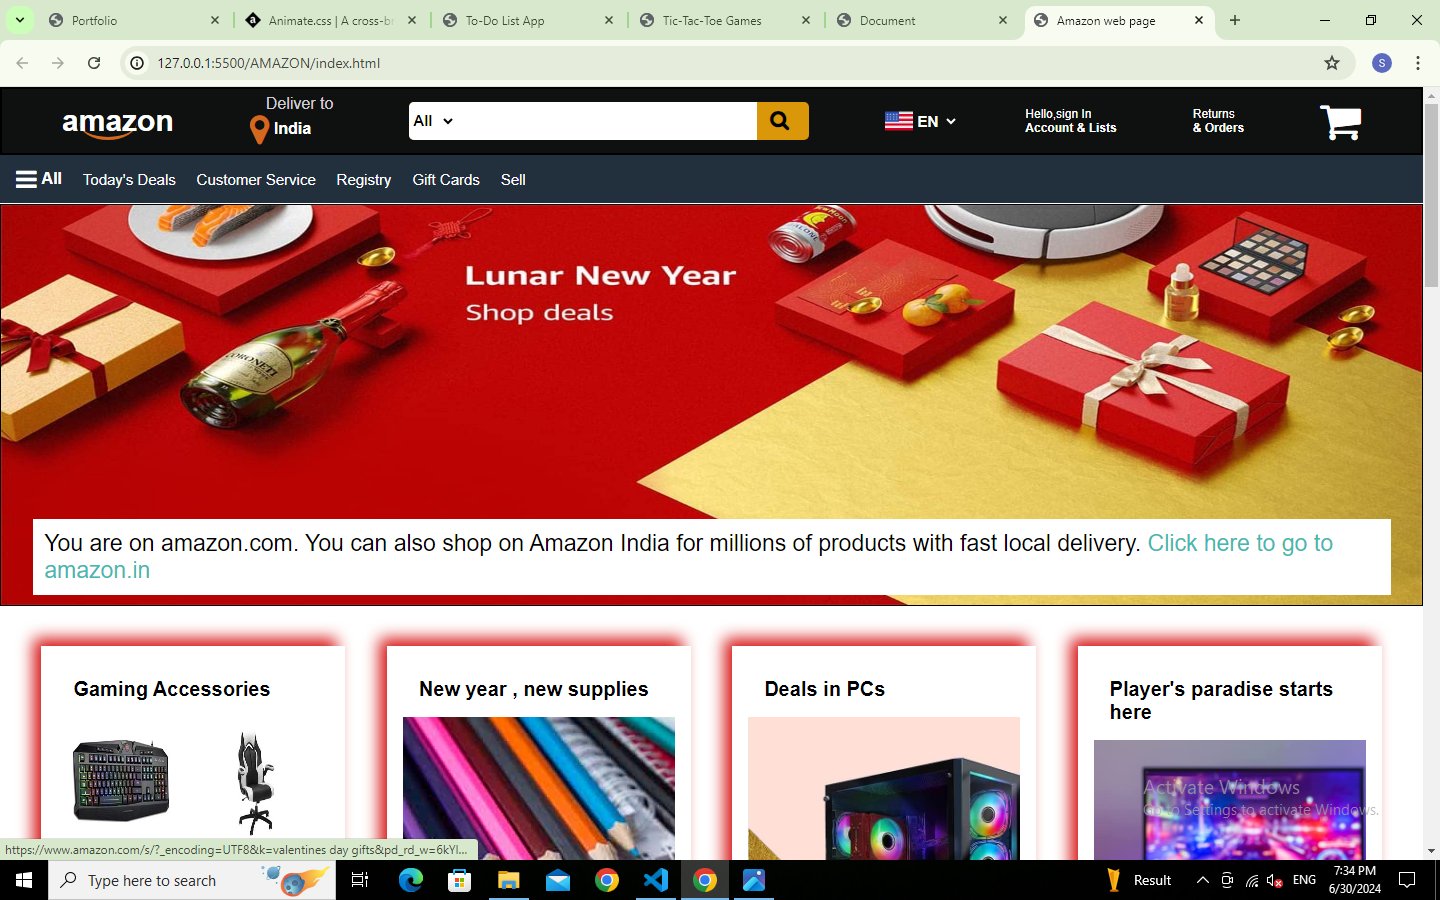 Portfolio
Animate.css | A cross-br
To-Do List App
Tic-Tac-Toe Games
Document
Amazon web page
127.0.0.1:5500/AMAZON/index.html
S
amazon
Deliver to
India
All
EN
Hello,sign In
Account & Lists
Returns
& Orders
All
Today's Deals
Customer Service
Registry
Gift Cards
Sell
Lunar New Year
Shop deals
CORONETI
You are on amazon.com. You can also shop on Amazon India for millions of products with fast local delivery. Click here to go to
amazon.in
Gaming Accessories
New year , new supplies
Deals in PCs
Player's paradise starts
here
Activate Windows
Go to Settings to activate Windows.
https://www.amazon.com/s/?_encoding=UTF8&k=valentines day gifts&pd_rd_w=6kYl...
Type here to search
Result
ENG
7:34 PM
6/30/2024